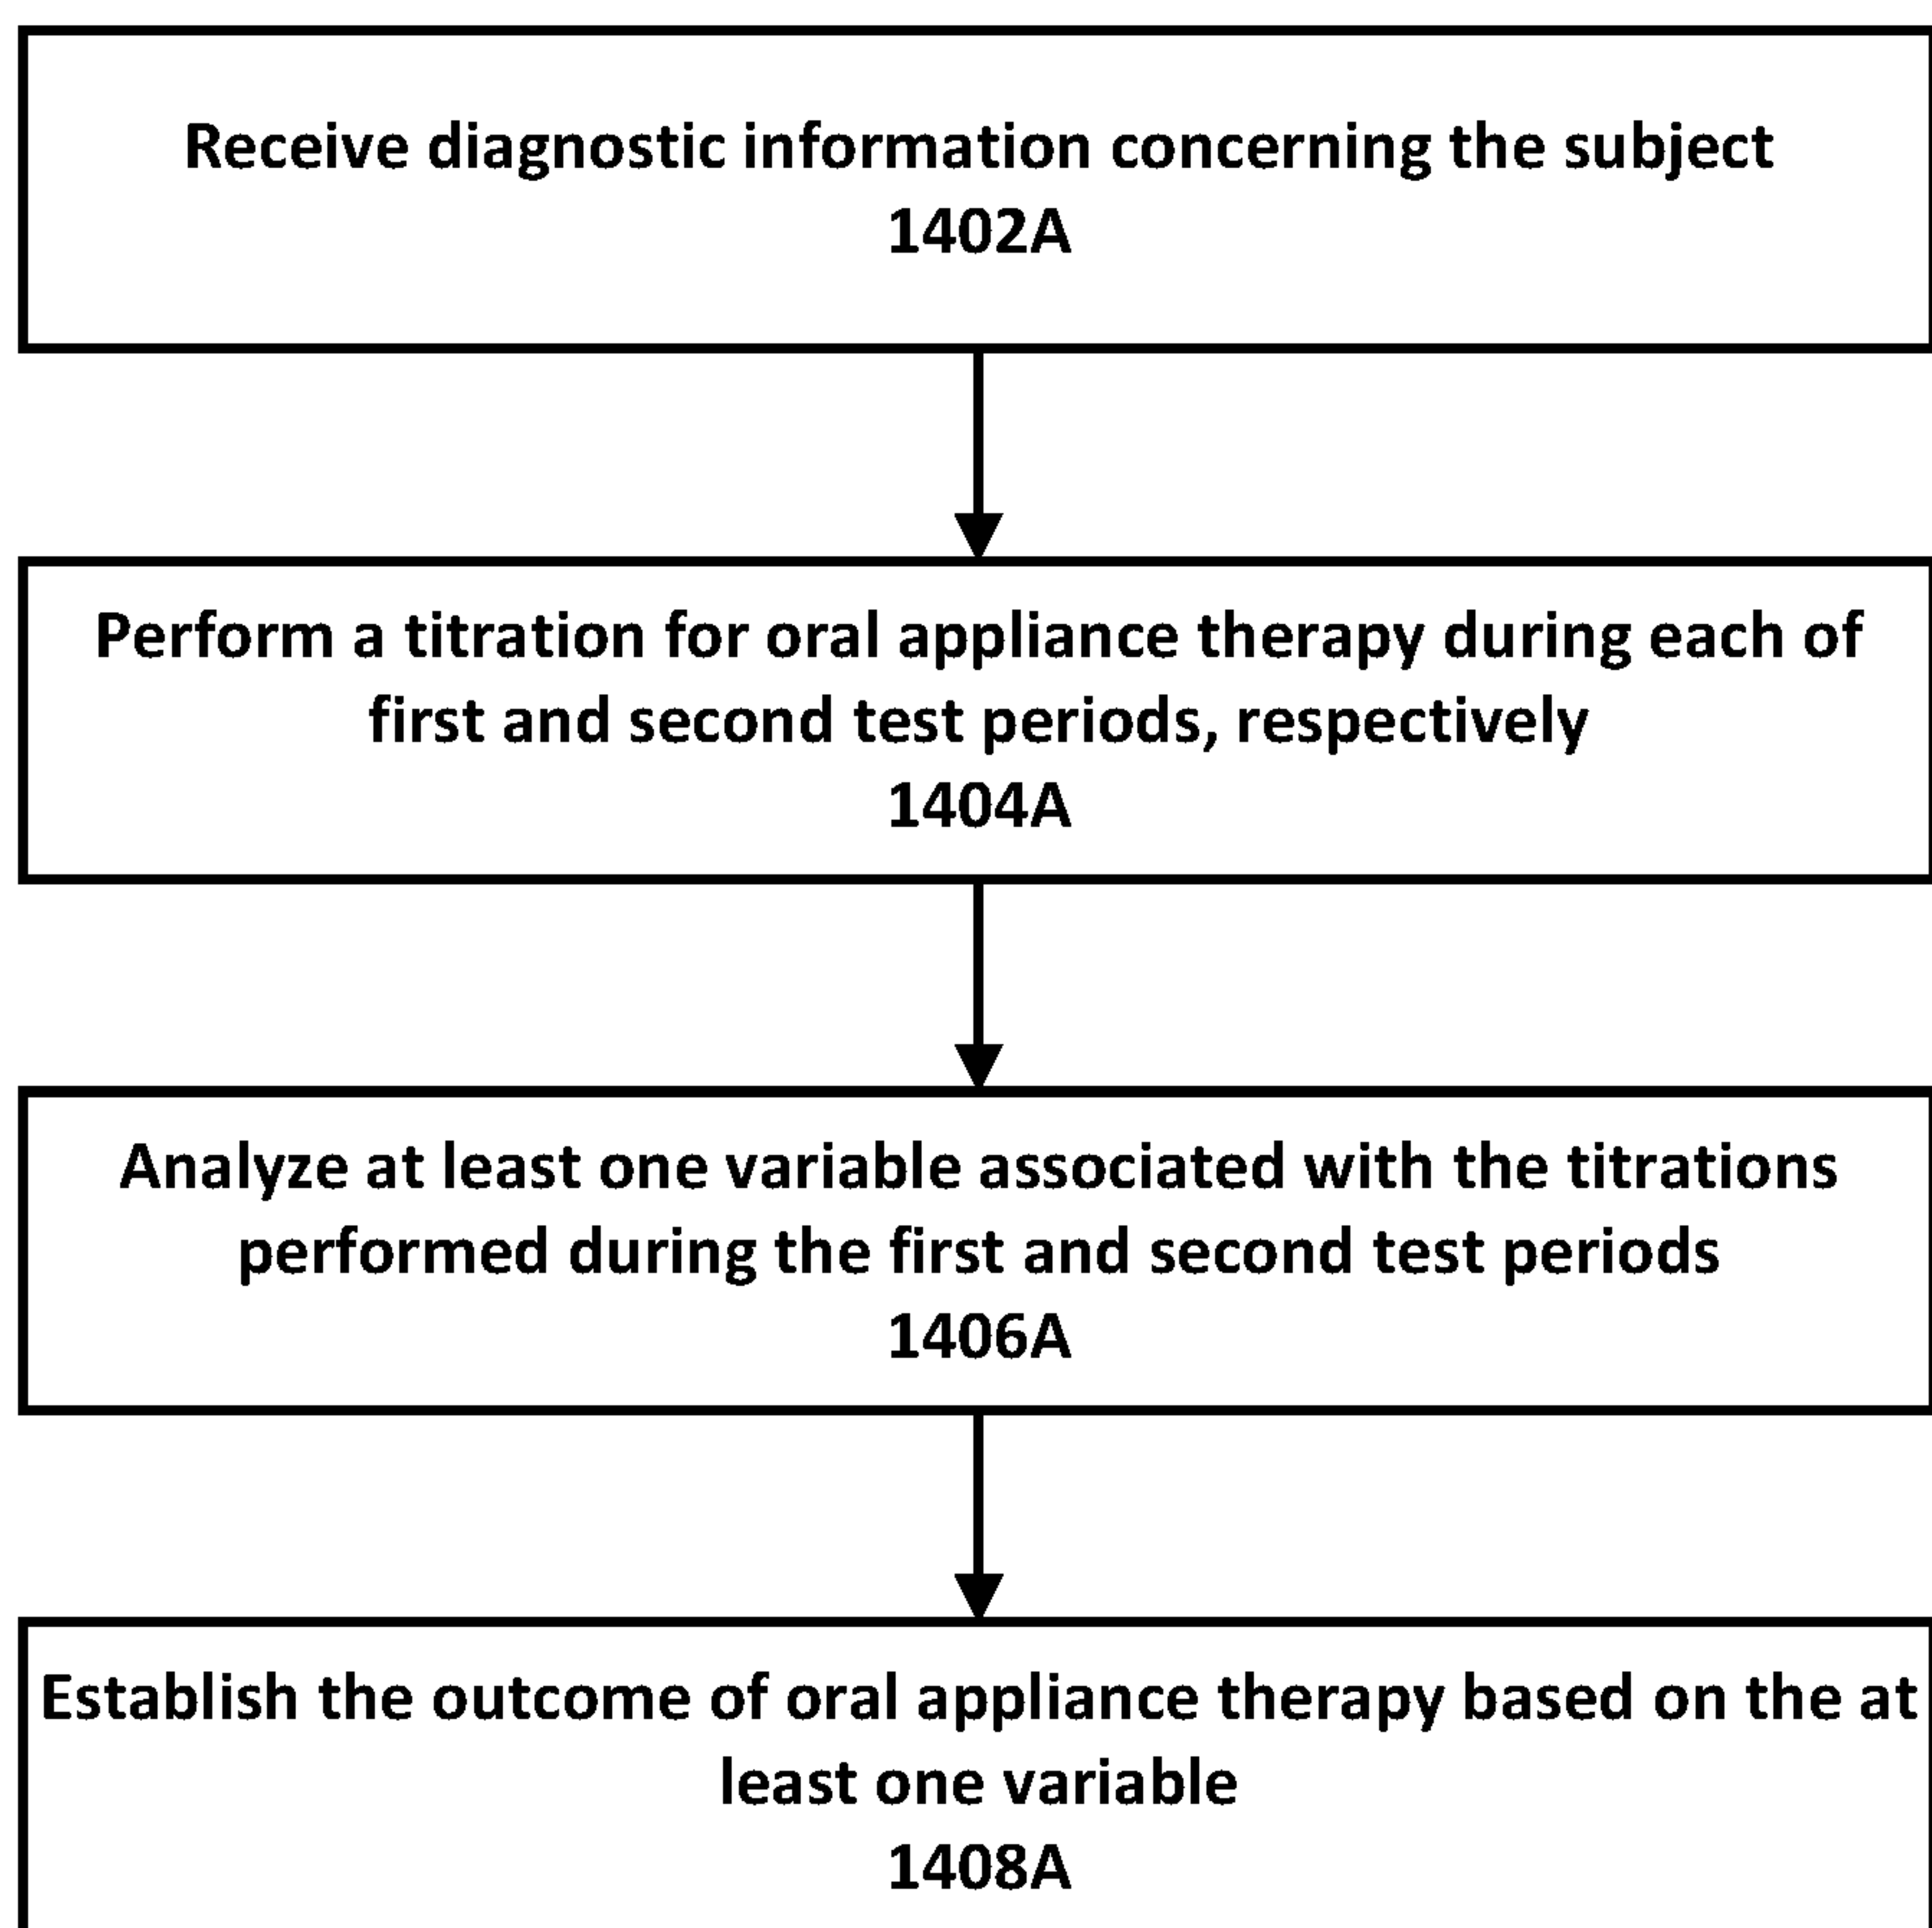 Receive diagnostic information concerning the subject
1402A
Perform a titration for oral appliance therapy during each of
first and second test periods, respectively
1404A
Analyze at least one variable associated with the titrations
performed during the first and second test periods
1406A
Establish the outcome of oral appliance therapy based on the at
least one variable
1408A